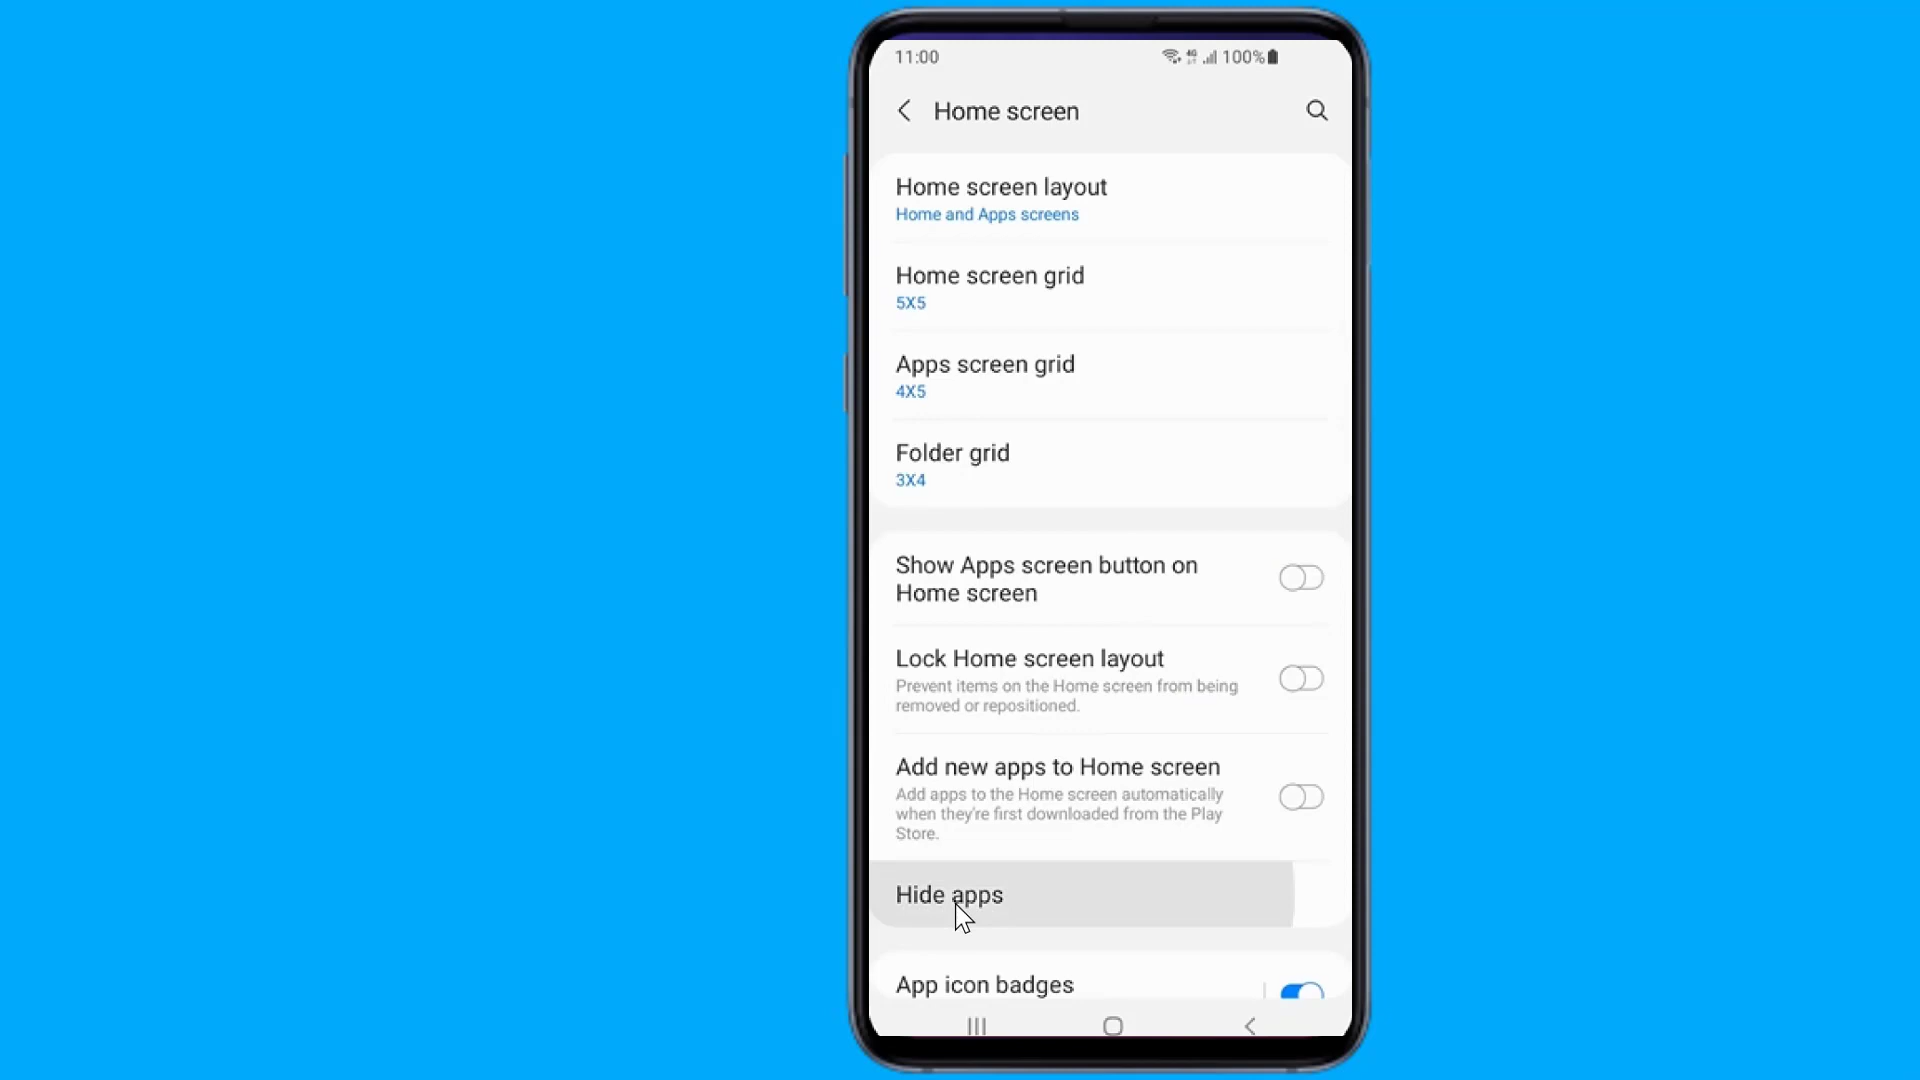 11:00
4G
100%
Home screen
Home screen layout
Home and Apps screens
Home screen grid
5X5
Apps screen grid
4X5
Folder grid
3X4
Show Apps screen button on
Home screen
Lock Home screen layout
Prevent items on the Home screen from being
removed or repositioned.
Add new apps to Home screen
Add apps to the Home screen automatically
when they're first downloaded from the Play
Store.
Hide apps
App icon badges